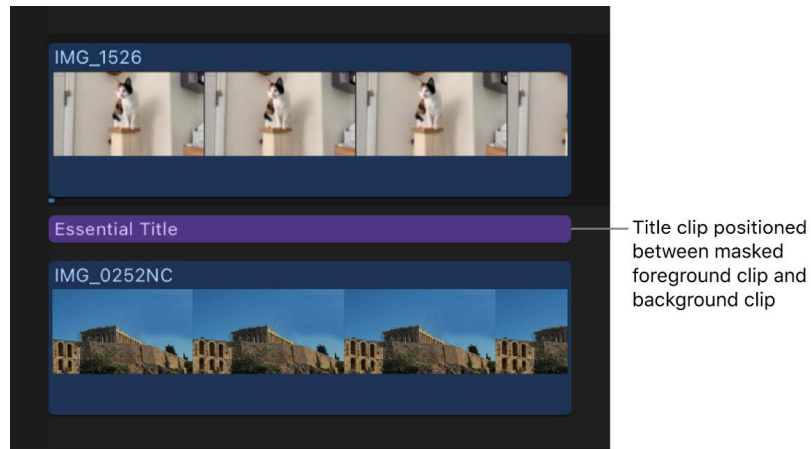 IMG_1526
Essential Title
IMG_0252NC
Title clip positioned
between masked
foreground clip and
background clip